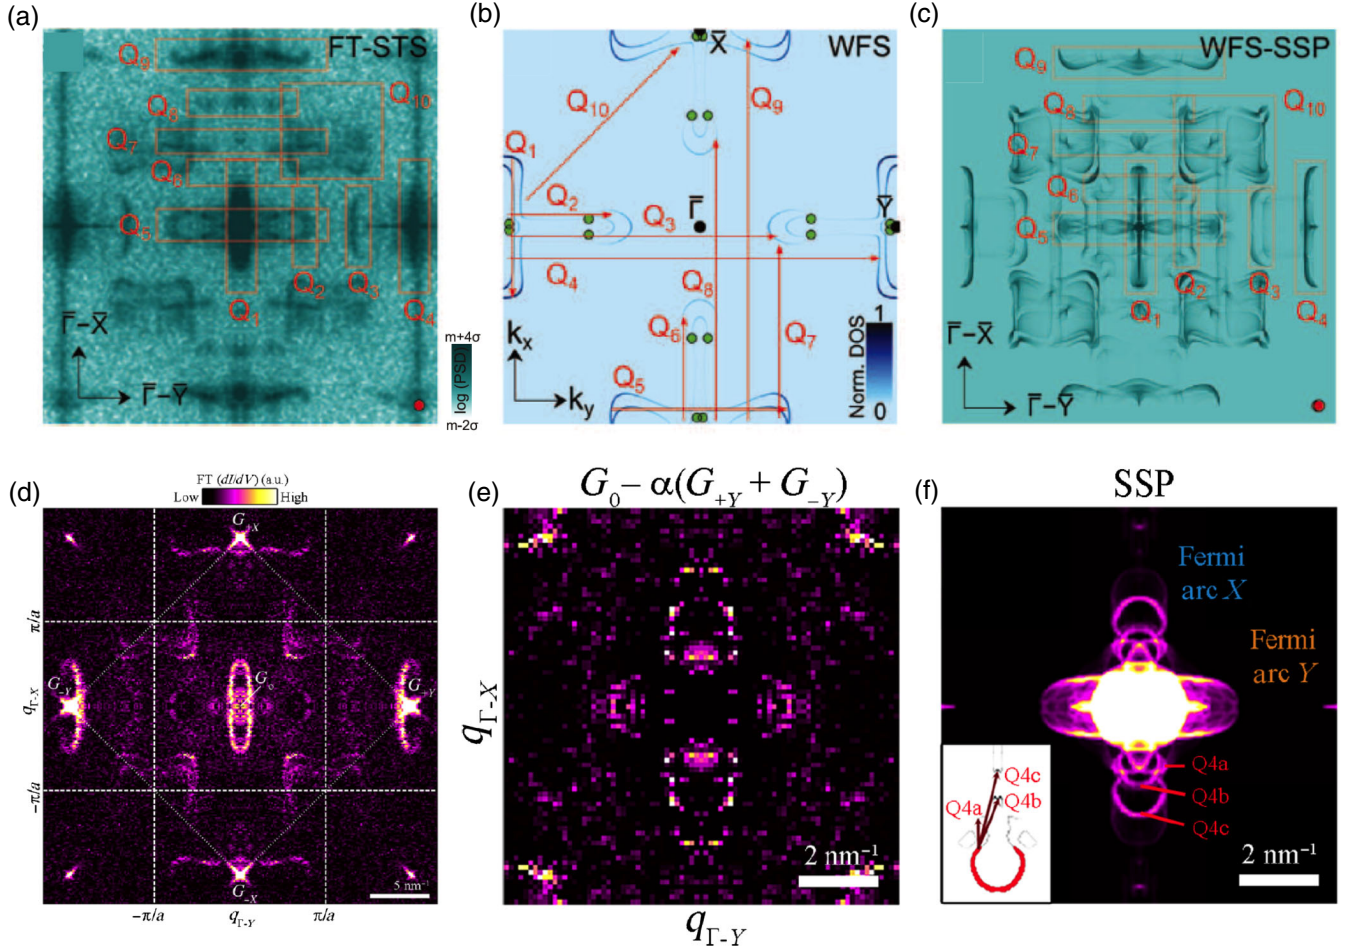 (a)
FT-STS
Q9
Q8
Q10
Q7
Q6
Q5
Q1
Q2
Q3
Q4
Γ̅–X̅
Γ̅–Y̅
m+4σ
log (PSD)
m-2σ
(b)
WFS
X̅
Q10
Q9
Q1
Q2
Q3
Γ̅
Y̅
Q4
Q8
Q6
Q7
Q5
kx
ky
Norm. DOS
1
0
(c)
WFS-SSP
Q9
Q8
Q10
Q7
Q6
Q5
Q1
Q2
Q3
Q4
Γ̅–X̅
Γ̅–Y̅
(d)
FT (dI/dV) (a.u.)
Low
High
G+X
G−Y
G0
G+Y
G−X
π/a
qΓ-X
−π/a
−π/a
qΓ-Y
π/a
5 nm⁻¹
(e)
G0 − α(G+Y + G−Y)
qΓ-X
qΓ-Y
2 nm⁻¹
(f)
SSP
Fermi
arc X
Fermi
arc Y
Q4a
Q4b
Q4c
Q4c
Q4a
Q4b
2 nm⁻¹